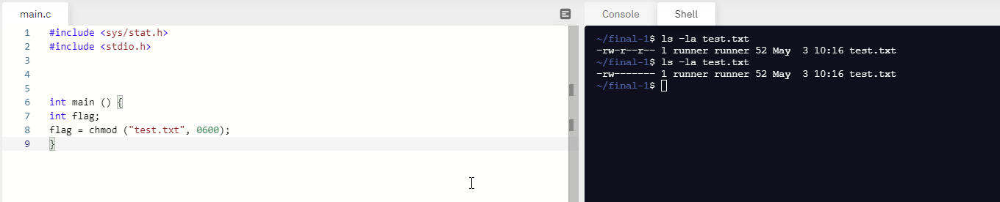 main.c
1 #include <sys/stat.h>
2 #include <stdio.h>
3
4
5
6 int main () {
7 int flag;
8 flag = chmod ("test.txt", 0600);
9 }
Console Shell
~/final-1$ ls -la test.txt
-rw-r--r-- 1 runner runner 52 May  3 10:16 test.txt
~/final-1$ ls -la test.txt
-rw------- 1 runner runner 52 May  3 10:16 test.txt
~/final-1$